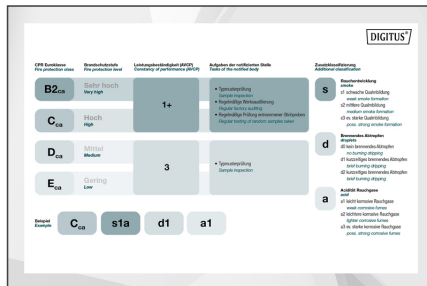 DIGITUS®
CPR Euroklasse
Fire protection class
Brandschutzstufe
Fire protection level
Leistungsbeständigkeit (AVCP)
Constancy of performance (AVCP)
Aufgaben der notifizierten Stelle
Tasks of the notified body
Zusatzklassifizierung
Additional classification
B2ca
Sehr hoch
Very high
Cca
Hoch
High
1+
• Typmusterprüfung
Sample inspection
• Regelmäßige Werksauditierung
Regular factory auditing
• Regelmäßige Prüfung entnommener Stichproben
Regular testing of random samples taken
Dca
Mittel
Medium
Eca
Gering
Low
3
• Typmusterprüfung
Sample inspection
s
Rauchentwicklung
smoke
s1 schwache Qualmbildung
weak smoke formation
s2 mittlere Qualmbildung
medium smoke formation
s3 ev. starke Qualmbildung
poss. strong smoke formation
d
Brennendes Abtropfen
droplets
d0 kein brennendes Abtropfen
no burning dripping
d1 kurzzeitiges brennendes Abtropfen
brief burning dripping
d2 kurzzeitiges brennendes Abtropfen
brief burning dripping
a
Acidität Rauchgase
acid
a1 leicht korrosive Rauchgase
weak corrosive fumes
a2 leichtere korrosive Rauchgase
lighter corrosive fumes
a3 ev. starke korrosive Rauchgase
poss. strong corrosive fumes
Beispiel
Example
Cca
s1a
d1
a1